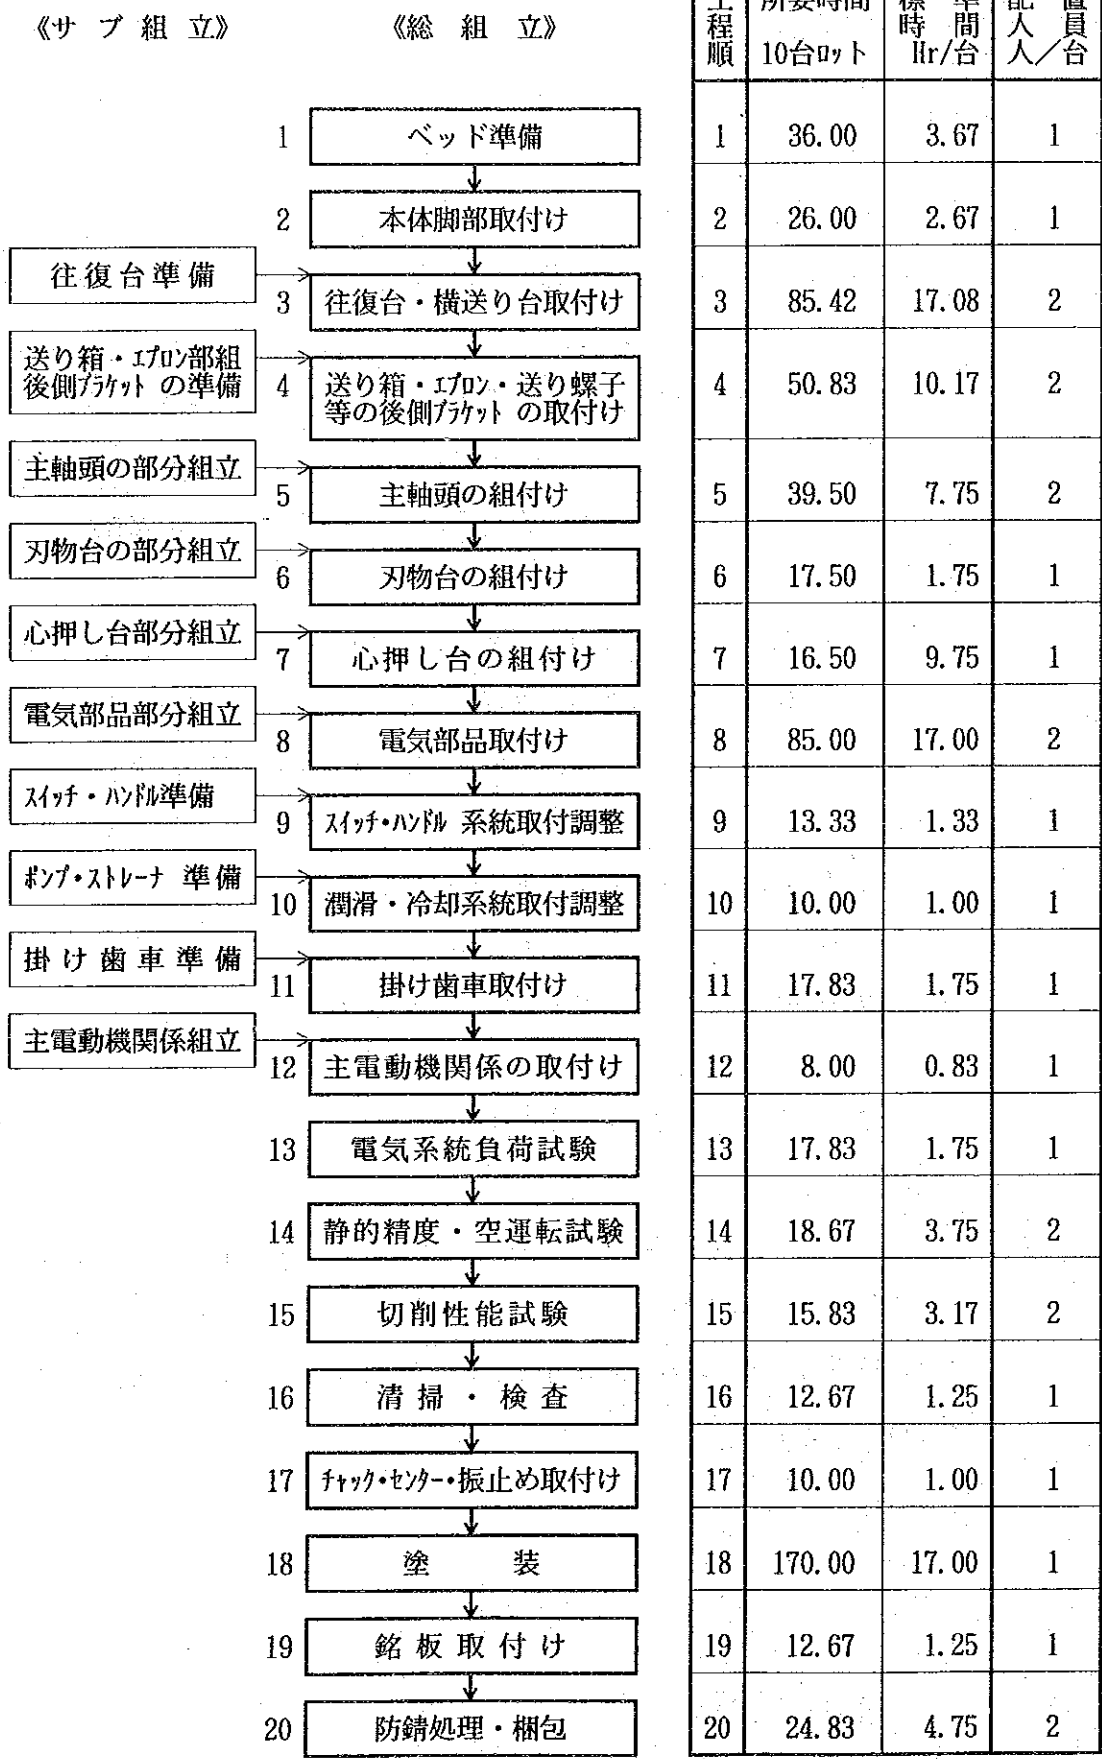 《サ ブ 組 立》
《総 組 立》
工程順
所要時間
10台ロット
標準時間
Hr/台
配置人員
人／台
1 ベッド準備 1 36.00 3.67 1
2 本体脚部取付け 2 26.00 2.67 1
往復台準備
3 往復台・横送り台取付け 3 85.42 17.08 2
送り箱・エプロン部組
後側ブラケット の準備
4 送り箱・エプロン・送り螺子
等の後側ブラケット の取付け
4 50.83 10.17 2
主軸頭の部分組立
5 主軸頭の組付け 5 39.50 7.75 2
刃物台の部分組立
6 刃物台の組付け 6 17.50 1.75 1
心押し台部分組立
7 心押し台の組付け 7 16.50 9.75 1
電気部品部分組立
8 電気部品取付け 8 85.00 17.00 2
スイッチ・ハンドル準備
9 スイッチ・ハンドル 系統取付調整 9 13.33 1.33 1
ポンプ・ストレーナ 準備
10 潤滑・冷却系統取付調整 10 10.00 1.00 1
掛け歯車準備
11 掛け歯車取付け 11 17.83 1.75 1
主電動機関係組立
12 主電動機関係の取付け 12 8.00 0.83 1
13 電気系統負荷試験 13 17.83 1.75 1
14 静的精度・空運転試験 14 18.67 3.75 2
15 切削性能試験 15 15.83 3.17 2
16 清掃・検査 16 12.67 1.25 1
17 チャック・センター・振止め取付け 17 10.00 1.00 1
18 塗 装 18 170.00 17.00 1
19 銘板取付け 19 12.67 1.25 1
20 防錆処理・梱包 20 24.83 4.75 2